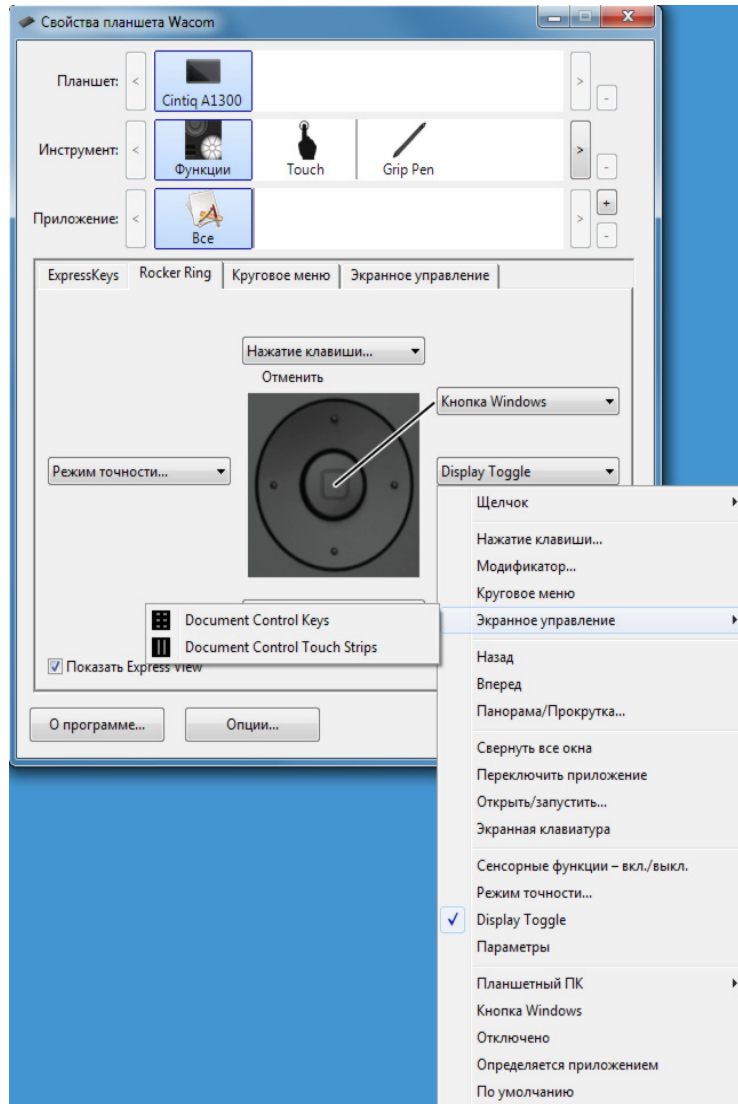 Свойства планшета Wacom
Планшет:
Cintiq A1300
Инструмент:
Функции
Touch
Grip Pen
Приложение:
Все
ExpressKeys
Rocker Ring
Круговое меню
Экранное управление
Нажатие клавиши...
Отменить
Кнопка Windows
Режим точности...
Display Toggle
Щелчок
Нажатие клавиши...
Модификатор...
Круговое меню
Экранное управление
Document Control Keys
Document Control Touch Strips
Показать Express View
Назад
Вперед
Панорама/Прокрутка...
О программе...
Опции...
Свернуть все окна
Переключить приложение
Открыть/запустить...
Экранная клавиатура
Сенсорные функции – вкл./выкл.
Режим точности...
Display Toggle
Параметры
Планшетный ПК
Кнопка Windows
Отключено
Определяется приложением
По умолчанию